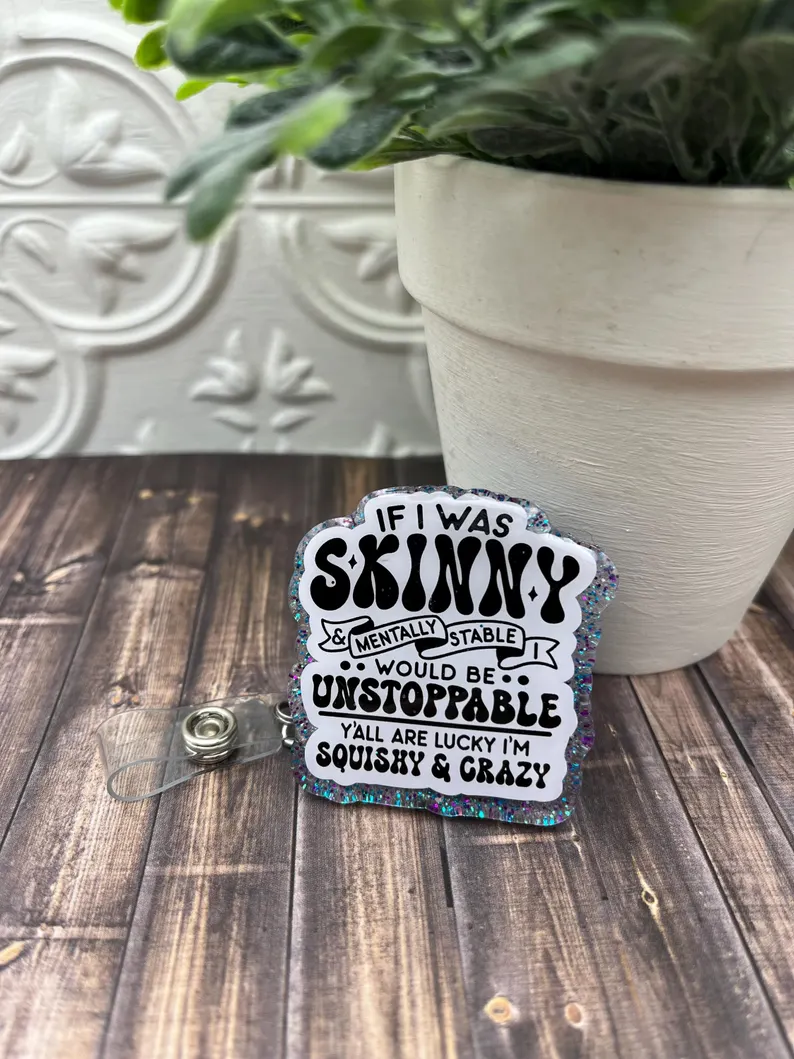 IF I WAS
SKINNY
& MENTALLY STABLE I
WOULD BE
UNSTOPPABLE
Y'ALL ARE LUCKY I'M
SQUISHY & CRAZY